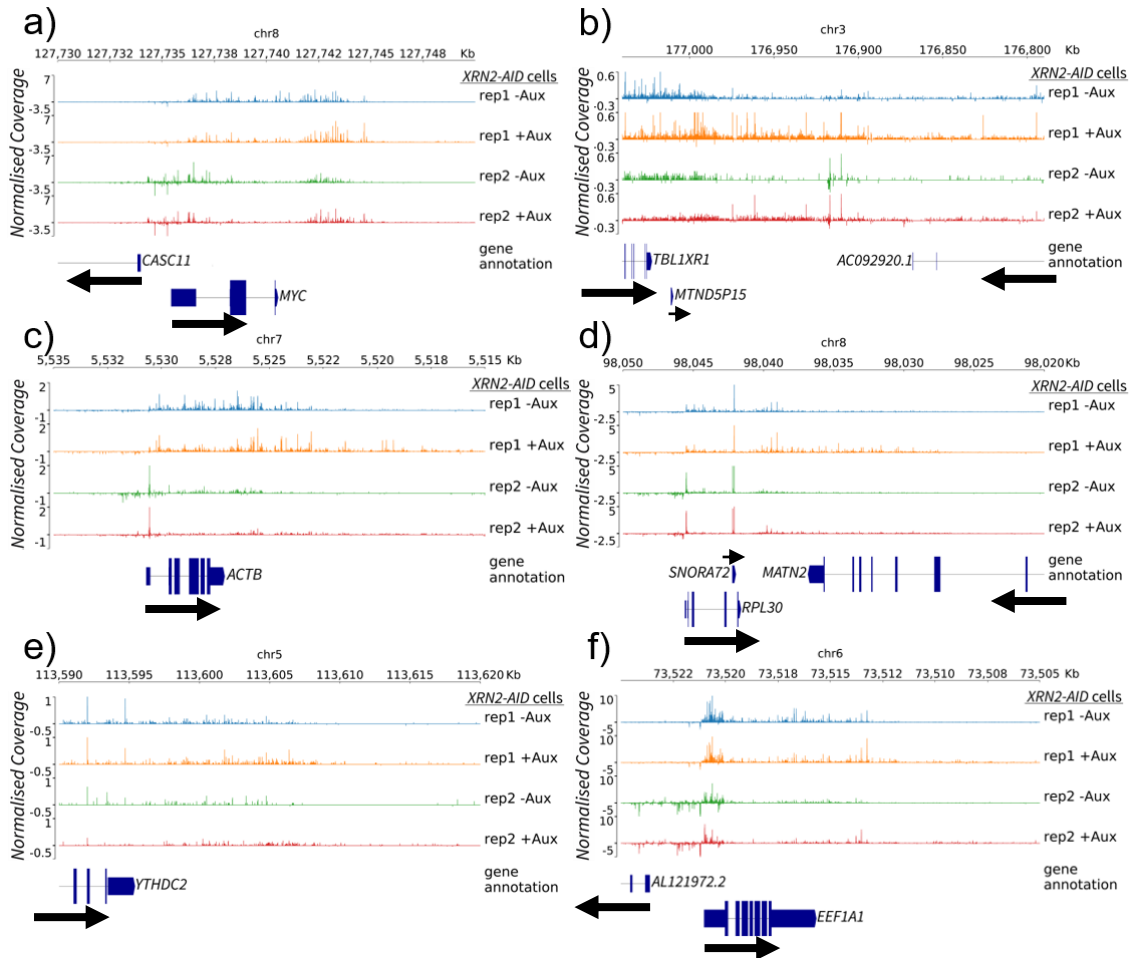 a)
chr8
127,730 127,732 127,735 127,738 127,740 127,742 127,745 127,748 Kb
Normalised Coverage
XRN2-AID cells
7
rep1 -Aux
-3.5
7
rep1 +Aux
-3.5
7
rep2 -Aux
-3.5
7
rep2 +Aux
-3.5
gene
annotation
CASC11
MYC
b)
chr3
177,000 176,950 176,900 176,850 176,800 Kb
Normalised Coverage
XRN2-AID cells
0.6
rep1 -Aux
-0.3
0.6
rep1 +Aux
-0.3
0.6
rep2 -Aux
-0.3
0.6
rep2 +Aux
-0.3
gene
annotation
TBL1XR1
AC092920.1
MTND5P15
c)
chr7
5,535 5,532 5,530 5,528 5,525 5,522 5,520 5,518 5,515 Kb
Normalised Coverage
XRN2-AID cells
2
rep1 -Aux
-1
2
rep1 +Aux
-1
2
rep2 -Aux
-1
2
rep2 +Aux
-1
gene
annotation
ACTB
d)
chr8
98,050 98,045 98,040 98,035 98,030 98,025 98,020 Kb
Normalised Coverage
XRN2-AID cells
5
rep1 -Aux
-2.5
5
rep1 +Aux
-2.5
5
rep2 -Aux
-2.5
5
rep2 +Aux
-2.5
gene
annotation
SNORA72
MATN2
RPL30
e)
chr5
113,590 113,595 113,600 113,605 113,610 113,615 113,620 Kb
Normalised Coverage
XRN2-AID cells
1
rep1 -Aux
-0.5
1
rep1 +Aux
-0.5
1
rep2 -Aux
-0.5
1
rep2 +Aux
-0.5
gene
annotation
YTHDC2
f)
chr6
73,522 73,520 73,518 73,515 73,512 73,510 73,508 73,505 Kb
Normalised Coverage
XRN2-AID cells
10
rep1 -Aux
-5
10
rep1 +Aux
-5
10
rep2 -Aux
-5
10
rep2 +Aux
-5
gene
annotation
AL121972.2
EEF1A1